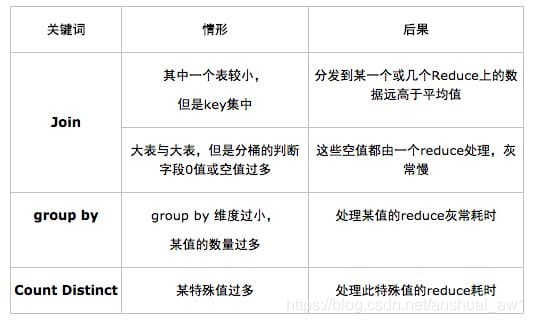 关键词 情形 后果
其中一个表较小， 分发到某一个或几个Reduce上的数
但是key集中 据远高于平均值
Join
大表与大表，但是分桶的判断 这些空值都由一个reduce处理，灰
字段0值或空值过多 常慢
group by group by 维度过小， 处理某值的reduce灰常耗时
某值的数量过多
Count Distinct 某特殊值过多 处理此特殊值的reduce耗时